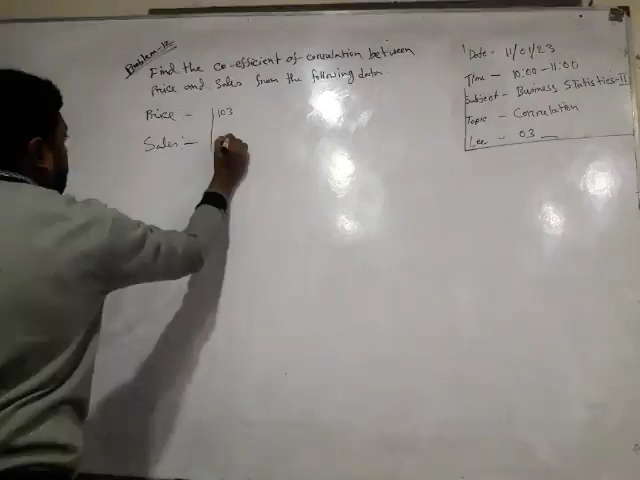 Problem-12
Find the co-efficient of correlation between
Price and Sales from the following data
Price - 103
Sales:-
Date - 11/01/23
Time - 10:00-11:00
Subject - Business STatistics-II
Topic - Correlation
Lec - 03